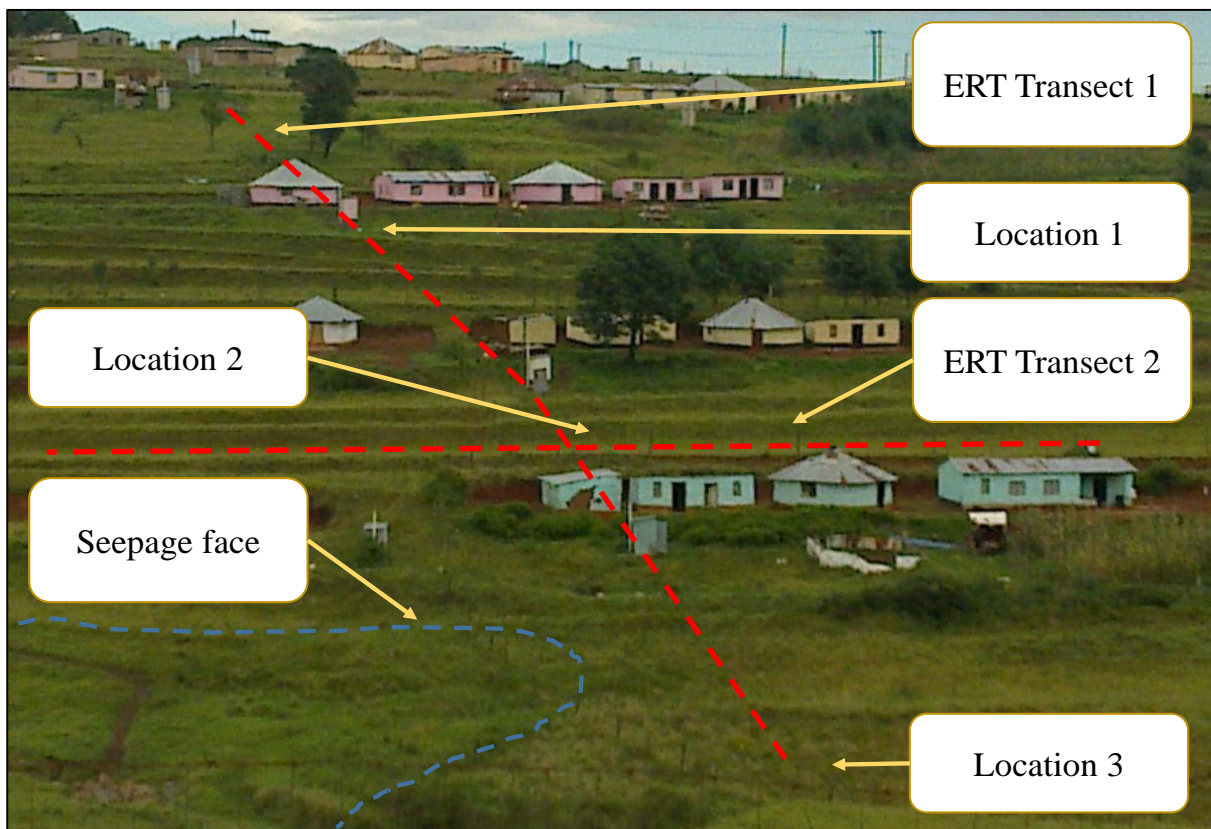 ERT Transect 1
Location 1
Location 2
ERT Transect 2
Seepage face
Location 3